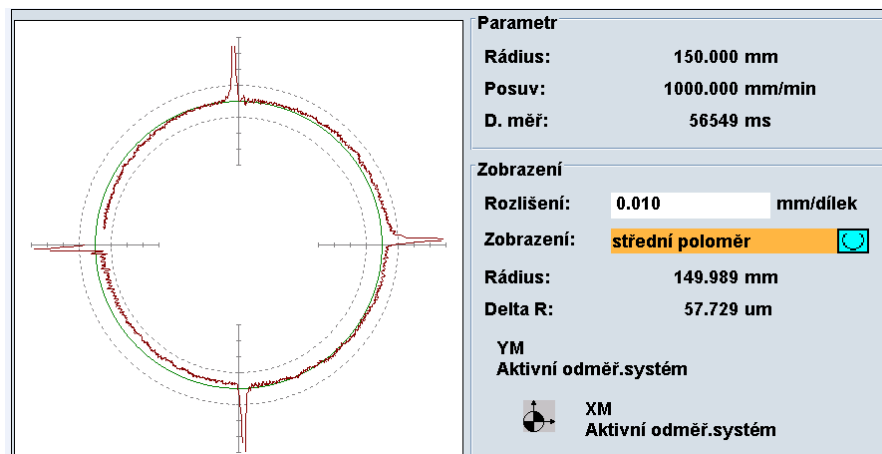 Parametr
Rádius: 150.000 mm
Posuv: 1000.000 mm/min
D. měř: 56549 ms
Zobrazení
Rozlišení: 0.010 mm/dílek
Zobrazení: střední poloměr
Rádius: 149.989 mm
Delta R: 57.729 um
YM
Aktivní odměř.systém
XM
Aktivní odměř.systém